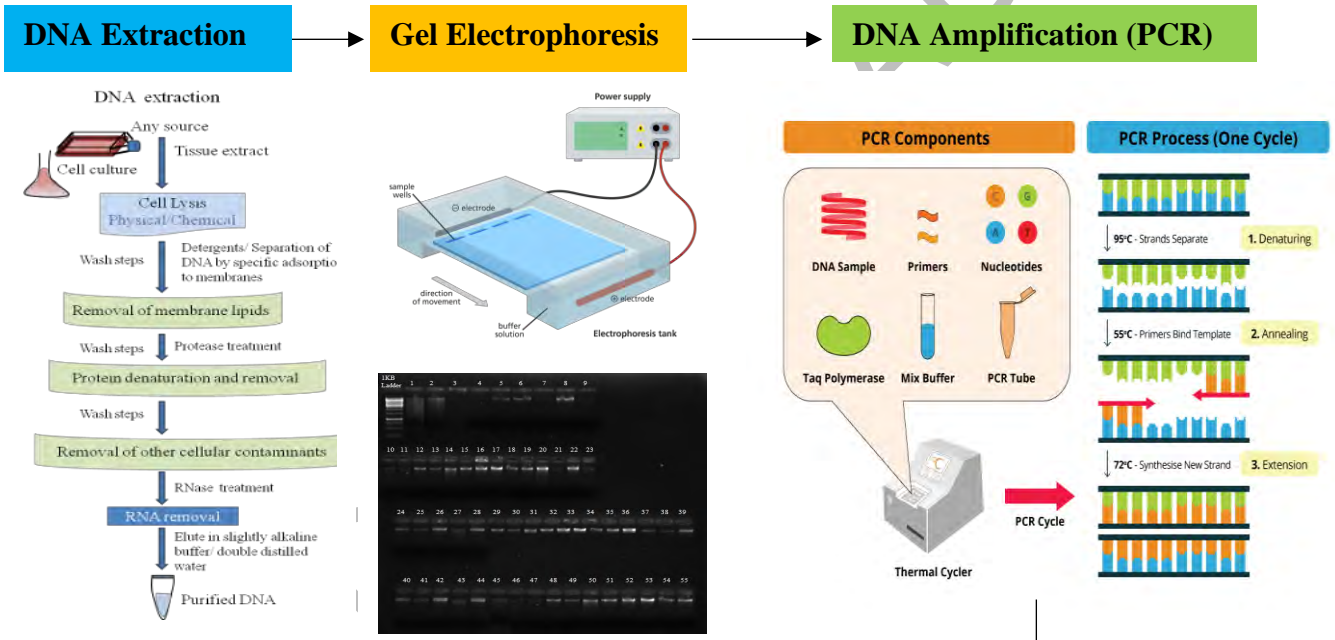 DNA Extraction
Gel Electrophoresis
DNA Amplification (PCR)
DNA extraction
Any source
Tissue extract
Cell culture
Cell Lysis
Physical/Chemical
Wash steps
Detergents/ Separation of
DNA by specific adsorptio
to membranes
Removal of membrane lipids
Wash steps
Protease treatment
Protein denaturation and removal
Wash steps
Removal of other cellular contaminants
RNase treatment
RNA removal
Elute in slightly alkaline
buffer/ double distilled
water
Purified DNA
Power supply
sample
wells
⊖ electrode
direction
of movement
⊕ electrode
buffer
solution
Electrophoresis tank
1KB
Ladder
1 2 3 4 5 6 7 8 9
10 11 12 13 14 15 16 17 18 19 20 21 22 23
24 25 26 27 28 29 30 31 32 33 34 35 36 37 38 39
40 41 42 43 44 45 46 47 48 49 50 51 52 53 54 55
PCR Components
C G
A T
DNA Sample
Primers
Nucleotides
Taq Polymerase
Mix Buffer
PCR Tube
Thermal Cycler
PCR Cycle
PCR Process (One Cycle)
95°C - Strands Separate
1. Denaturing
55°C - Primers Bind Template
2. Annealing
72°C - Synthesise New Strand
3. Extension